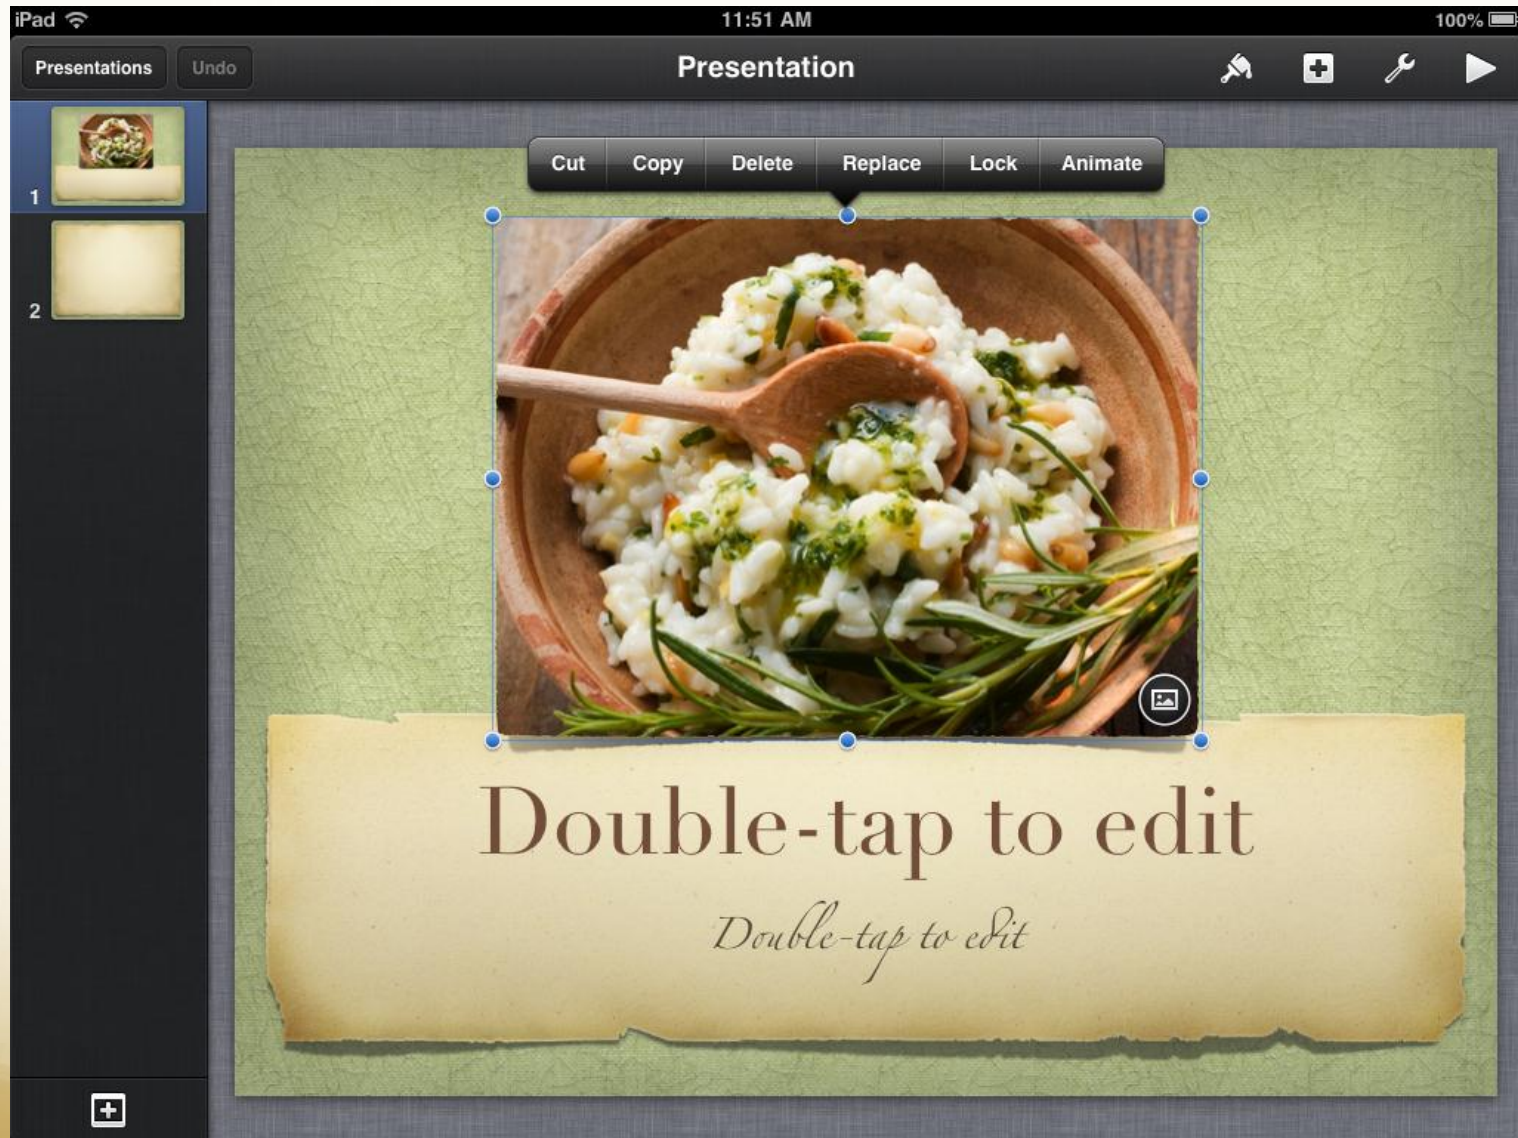 iPad 11:51 AM 100%
Presentations Undo Presentation
1
2
Cut Copy Delete Replace Lock Animate
Double-tap to edit
Double-tap to edit